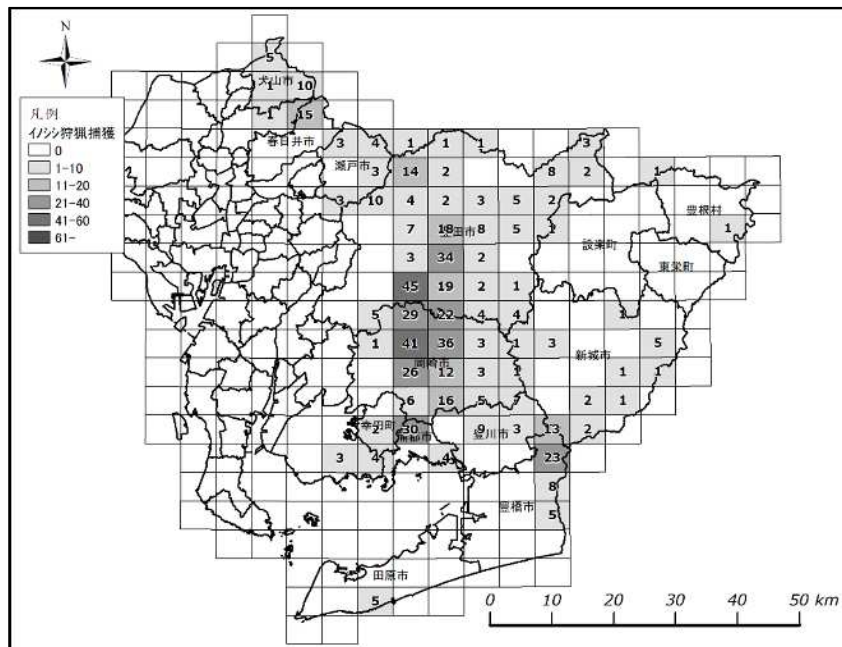 N
5
犬山市
1 10
凡例
イノシシ狩猟捕獲
0
1-10
11-20
21-40
41-60
61-
1 15
春日井市
3 4 1 1 1 3
瀬戸市
3 14 2 8 2 1
3 10 4 2 3 5 2
豊根村
7 18 8 5 1
豊田市
設楽町
1
3 34 2
東栄町
45 19 2 1
5 29 22 4 4 1
1 41 36 3 1 3 5
岡崎市
新城市
26 12 3 1 1 1
6 16 5 2 1
幸田町
2 30 9 3 13 2
豊川市
3 4 4 23
8
豊橋市
5
田原市
5
0 10 20 30 40 50 km